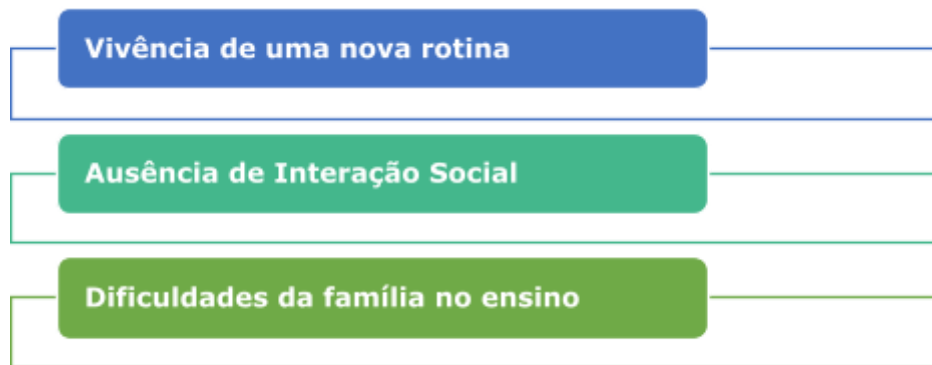 Vivência de uma nova rotina
Ausência de Interação Social
Dificuldades da família no ensino